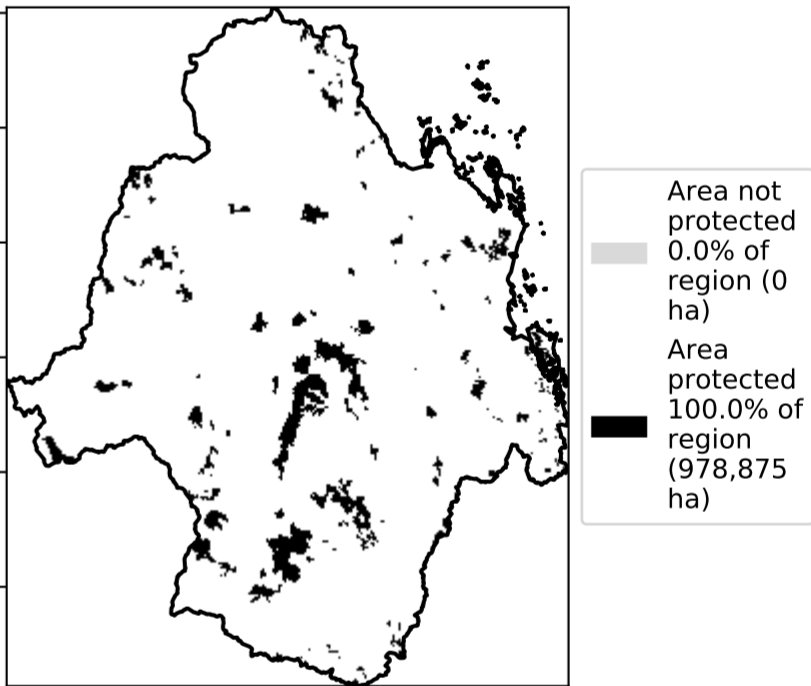 Area not
protected
0.0% of
region (0
ha)
Area
protected
100.0% of
region
(978,875
ha)